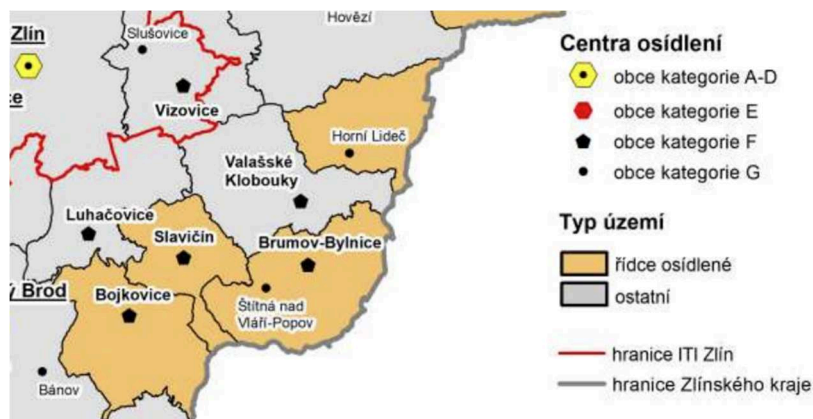 Hovězí
Zlín
Slušovice
ce
Vizovice
Horní Lideč
Valašské
Klobouky
Luhačovice
Slavičín
Brumov-Bylnice
ý Brod
Bojkovice
Štítná nad
Vláří-Popov
Bánov
Centra osídlení
obce kategorie A-D
obce kategorie E
obce kategorie F
obce kategorie G
Typ území
řídce osídlené
ostatní
hranice ITI Zlín
hranice Zlínského kraje